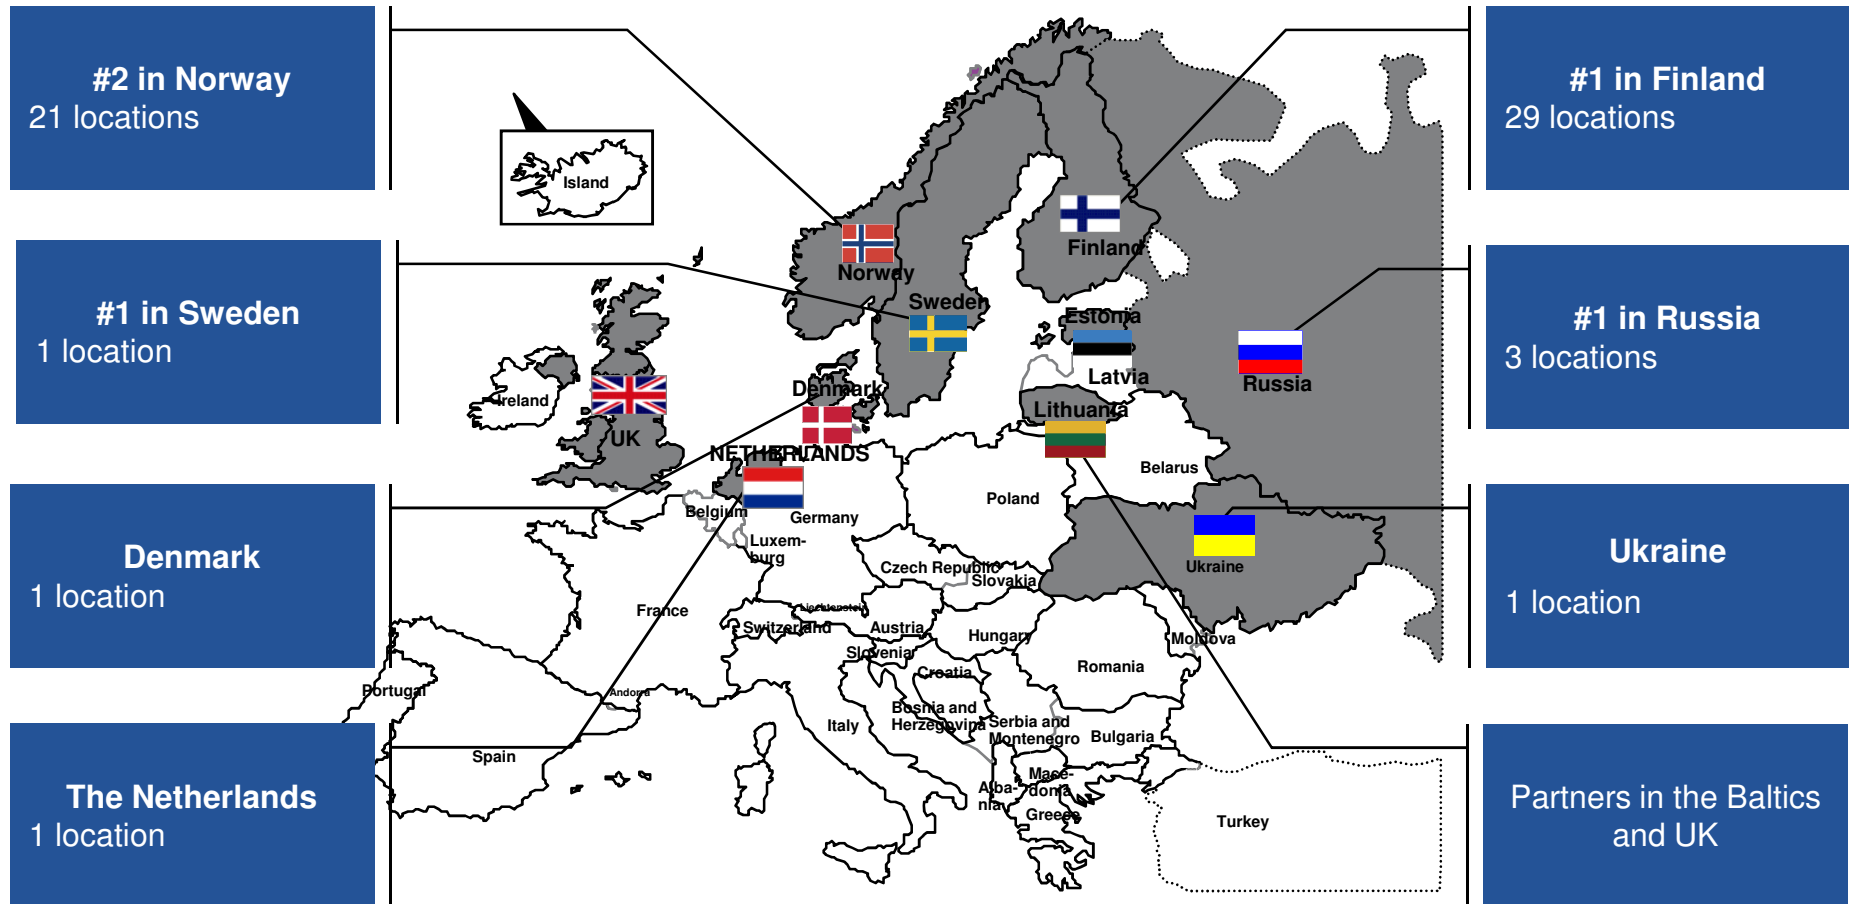 #2 in Norway
21 locations
#1 in Finland
29 locations
Island
#1 in Sweden
1 location
#1 in Russia
3 locations
Norway
Finland
Sweden
Estonia
Russia
Latvia
Lithuania
Denmark
Ireland
UK
NETHERLANDS
Belarus
Poland
Belgium
Germany
Luxem-
burg
Denmark
1 location
Ukraine
1 location
Ukraine
Czech Republic
Slovakia
France
Liechtenstein
Switzerland
Austria
Hungary
Moldova
Slovenia
Romania
Croatia
Portugal
Andorra
Bosnia and
Herzegovina
Serbia and
Montenegro
Italy
Bulgaria
Spain
Mace-
donia
Alba-
nia
Greece
Turkey
The Netherlands
1 location
Partners in the Baltics
and UK